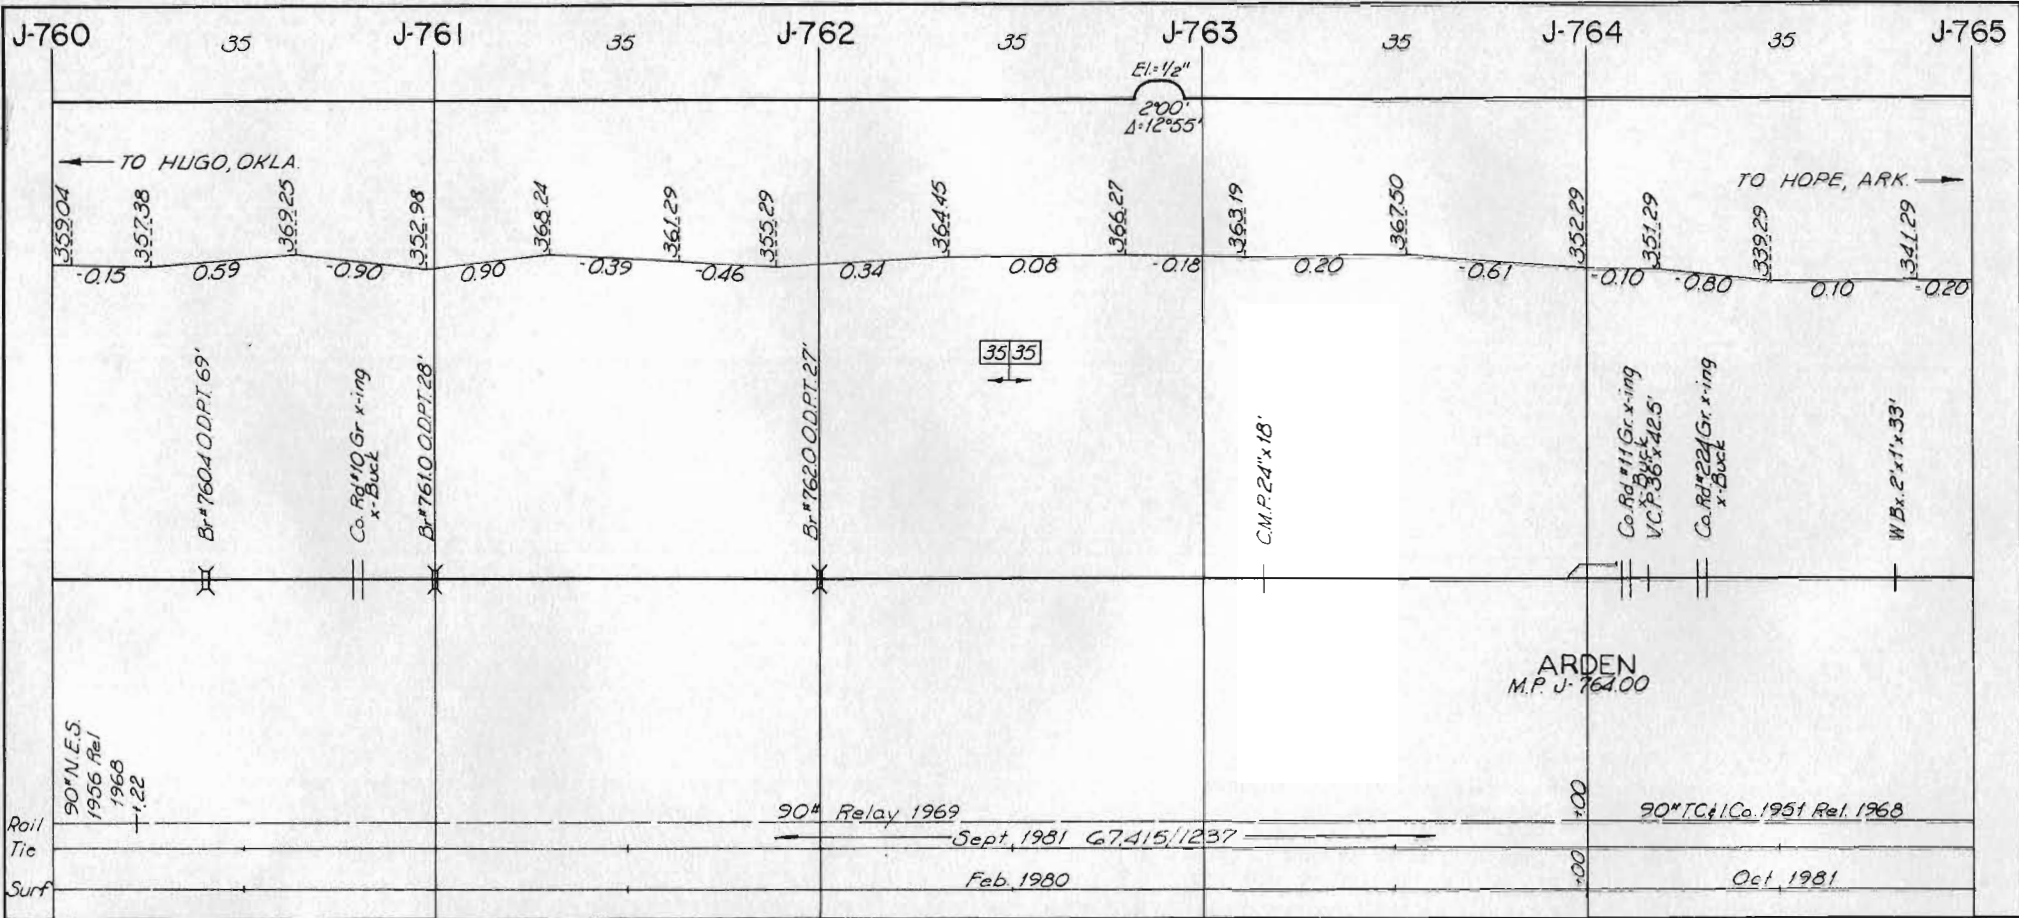 J-760 35 J-761 35 J-762 35 J-763 35 J-764 35 J-765
El.=1/2"
2°00'
Δ=12°55'
TO HUGO, OKLA.
TO HOPE, ARK.
359.04 357.38 369.25 352.98 368.24 361.29 355.29 364.45 366.27 363.19 367.50 352.29 351.29 339.29 341.29
-0.15 0.59 -0.90 0.90 -0.39 -0.46 0.34 0.08 -0.18 0.20 -0.61 -0.10 -0.80 0.10 -0.20
35 35
Br#760.4 O.D.P.T. 69'
Co. Rd #10 Gr x-ing
x-Buck
Br#761.0 O.D.P.T. 28'
Br#762.0 O.D.P.T. 27'
C.M.P. 24"x18'
Co. Rd #11 Gr. x-ing
x-Buck
V.C.P. 36"x42.5'
Co. Rd #224 Gr. x-ing
x-Buck
W Bx. 2'x1'x33'
ARDEN
M.P. J-764.00
90# N.E.S.
1956 Rel
1968
+.22
+.00
Rail 90# Relay 1969 90# T.C.&I.Co. 1951 Rel. 1968
Tie Sept, 1981 67,415/1237
+.00
Surf Feb, 1980 Oct, 1981